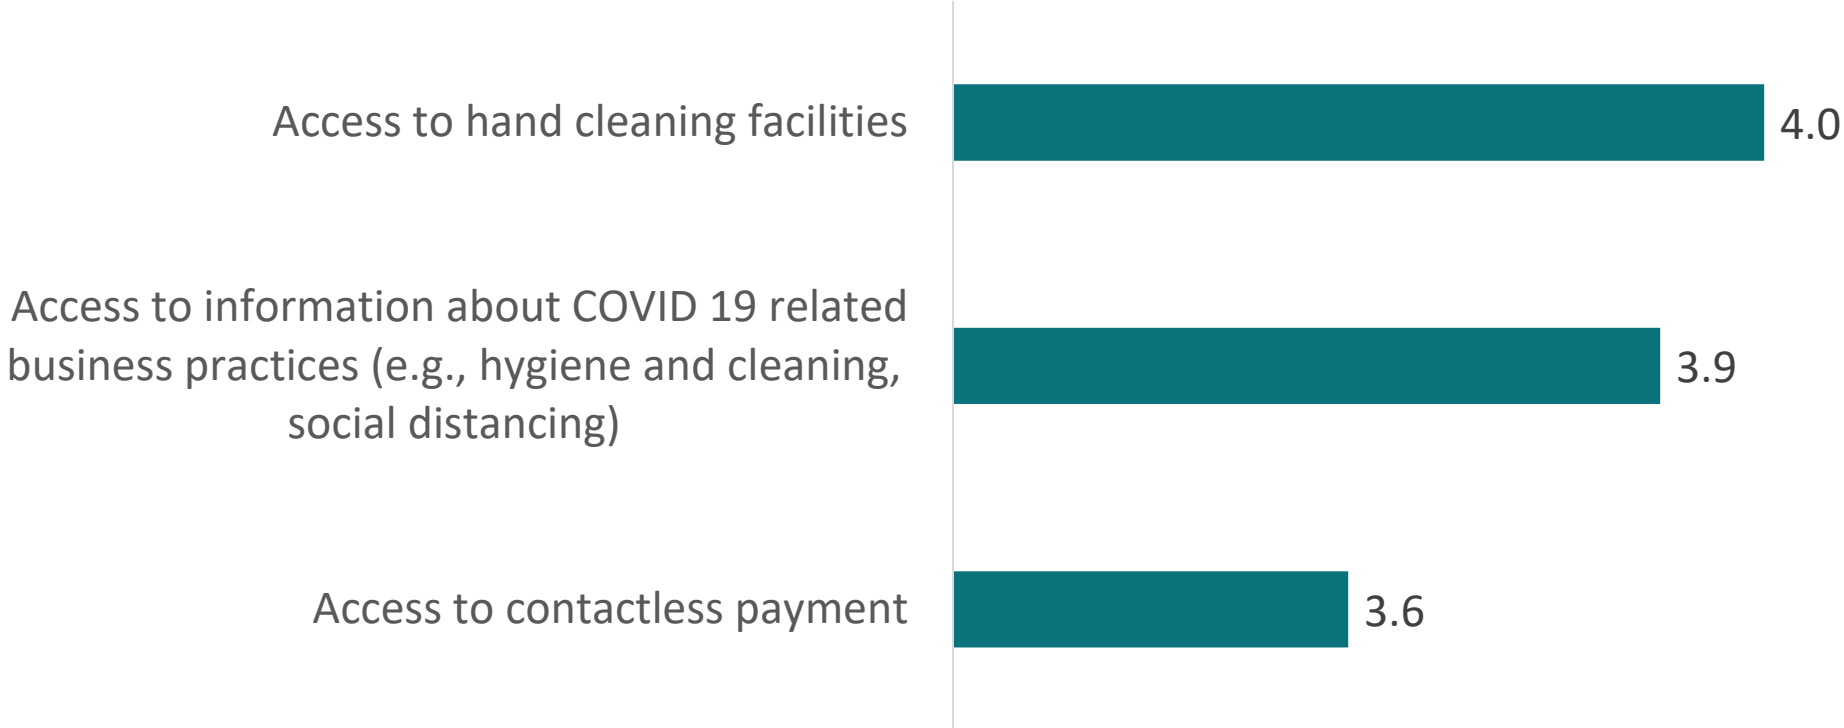 Access to hand cleaning facilities
4.0
Access to information about COVID 19 related
business practices (e.g., hygiene and cleaning,
social distancing)
3.9
Access to contactless payment
3.6